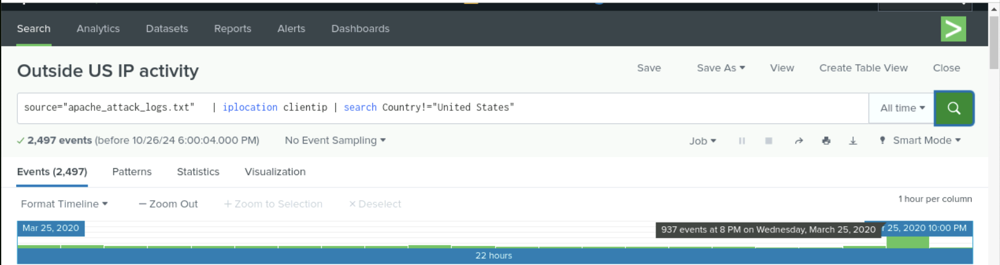 Search Analytics Datasets Reports Alerts Dashboards
Outside US IP activity
Save Save As View Create Table View Close
source="apache_attack_logs.txt" | iplocation clientip | search Country!="United States"
All time
2,497 events (before 10/26/24 6:00:04.000 PM) No Event Sampling
Job Smart Mode
Events (2,497) Patterns Statistics Visualization
Format Timeline — Zoom Out + Zoom to Selection × Deselect
1 hour per column
Mar 25, 2020
937 events at 8 PM on Wednesday, March 25, 2020
r 25, 2020 10:00 PM
22 hours